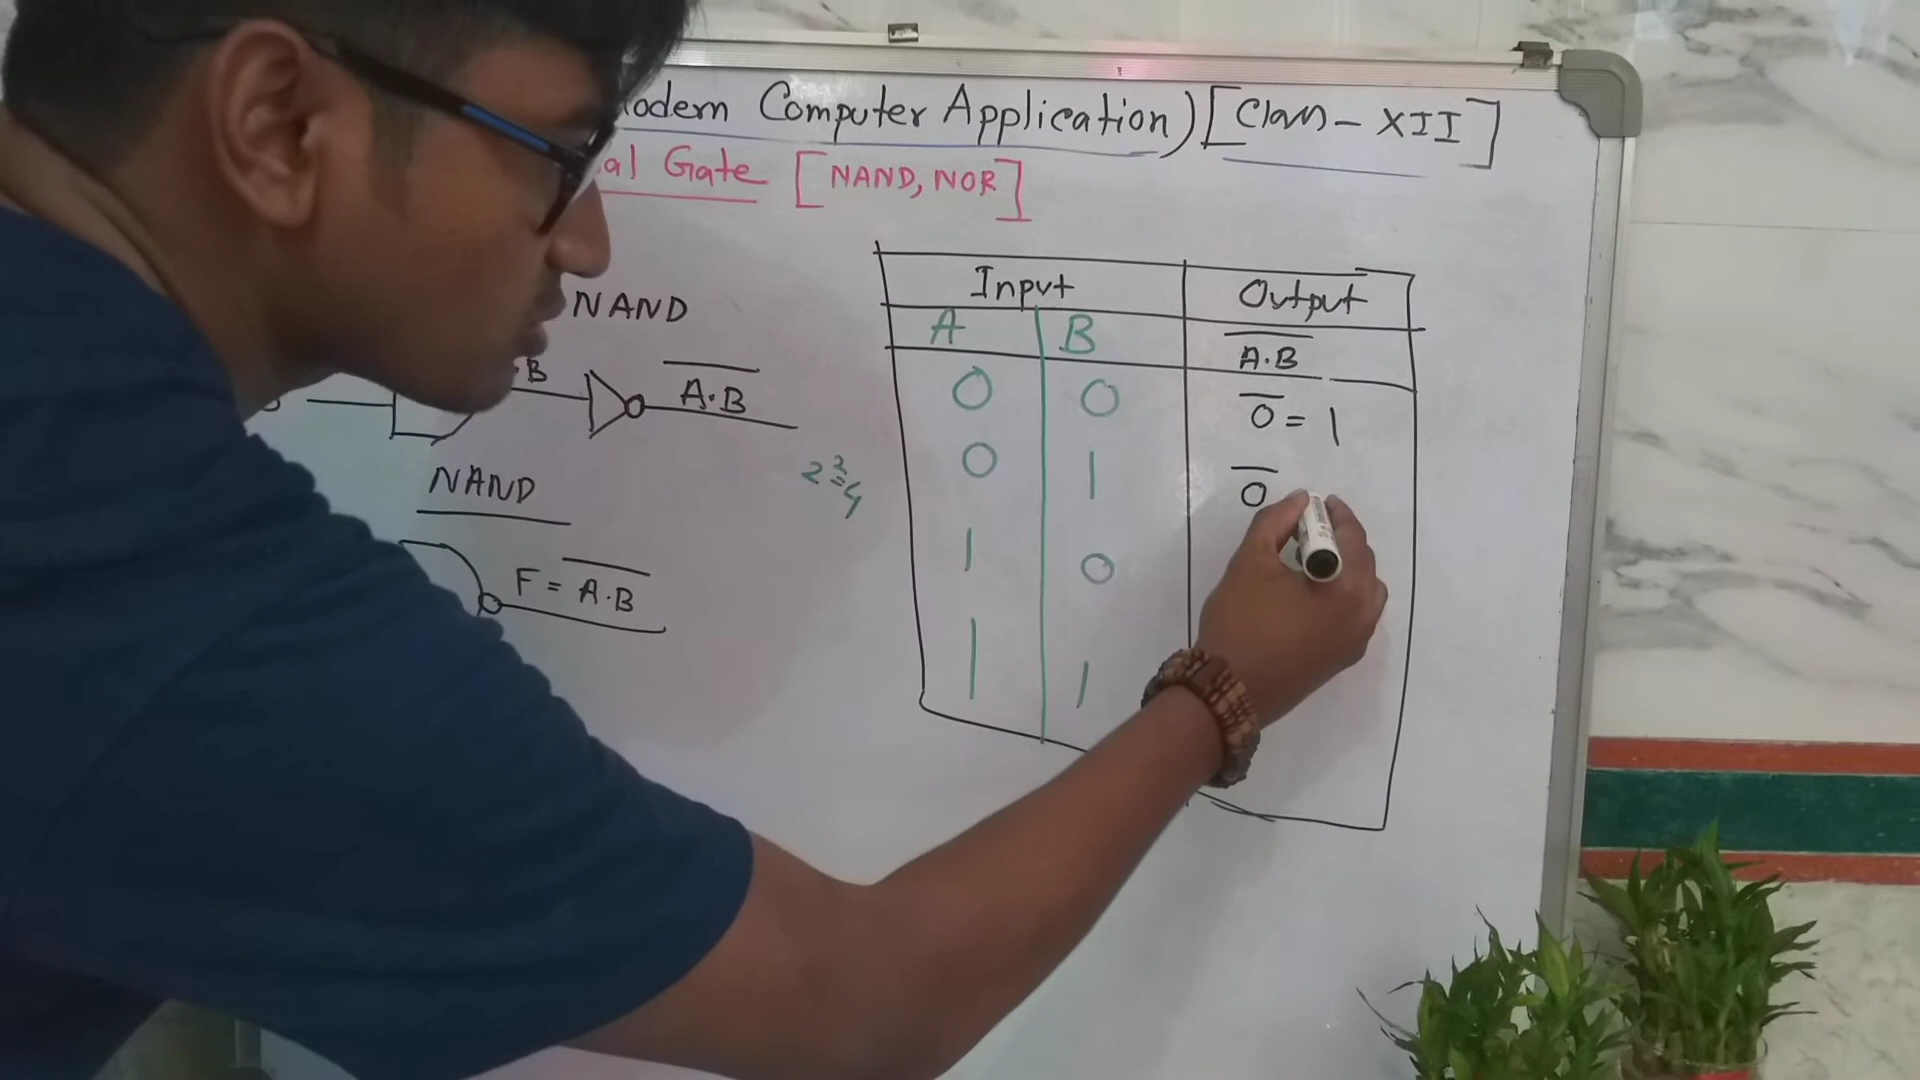 odern Computer Application) [Class - XII]
al Gate [NAND, NOR]
NAND
·B
A̅·̅B̅
NAND
F = A̅·̅B̅
2² = 4
Input Output
A B A̅·̅B̅
0 0 0̅ = 1
0 1 0̅
1 0
1 1